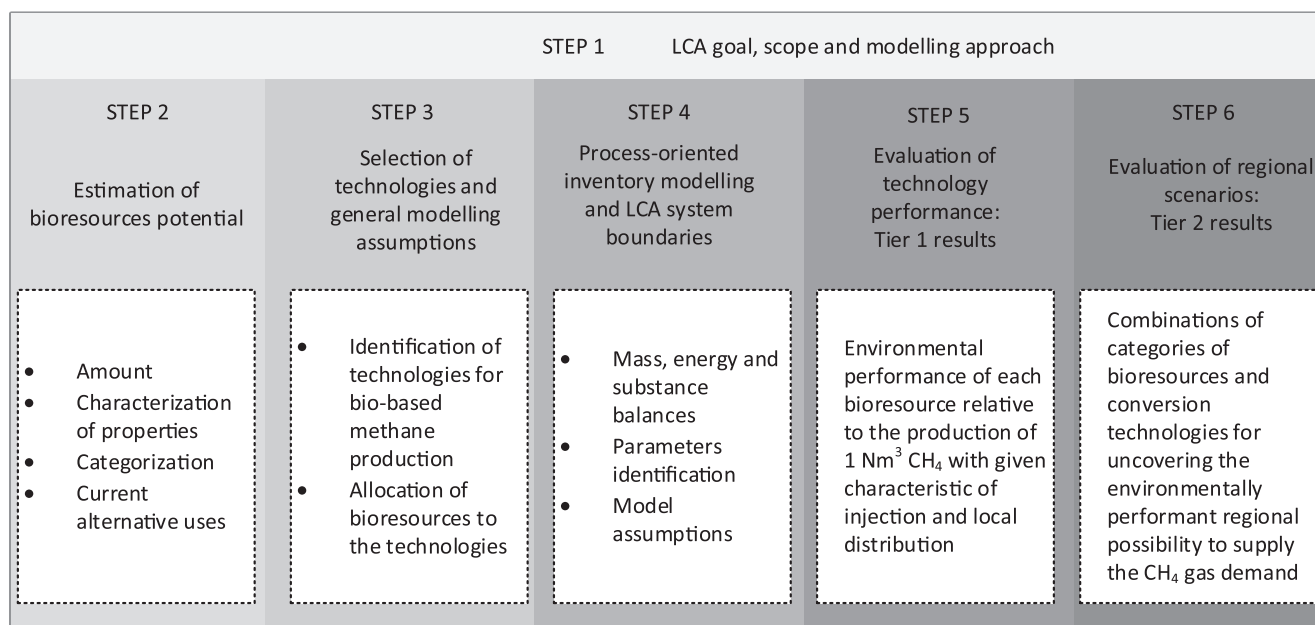 STEP 1 LCA goal, scope and modelling approach
STEP 2
Estimation of
bioresources potential
• Amount
• Characterization
of properties
• Categorization
• Current
alternative uses
STEP 3
Selection of
technologies and
general modelling
assumptions
• Identification of
technologies for
bio-based
methane
production
• Allocation of
bioresources to
the technologies
STEP 4
Process-oriented
inventory modelling
and LCA system
boundaries
• Mass, energy and
substance
balances
• Parameters
identification
• Model
assumptions
STEP 5
Evaluation of
technology
performance:
Tier 1 results
Environmental
performance of each
bioresource relative
to the production of
1 Nm³ CH₄ with given
characteristic of
injection and local
distribution
STEP 6
Evaluation of regional
scenarios:
Tier 2 results
Combinations of
categories of
bioresources and
conversion
technologies for
uncovering the
environmentally
performant regional
possibility to supply
the CH₄ gas demand